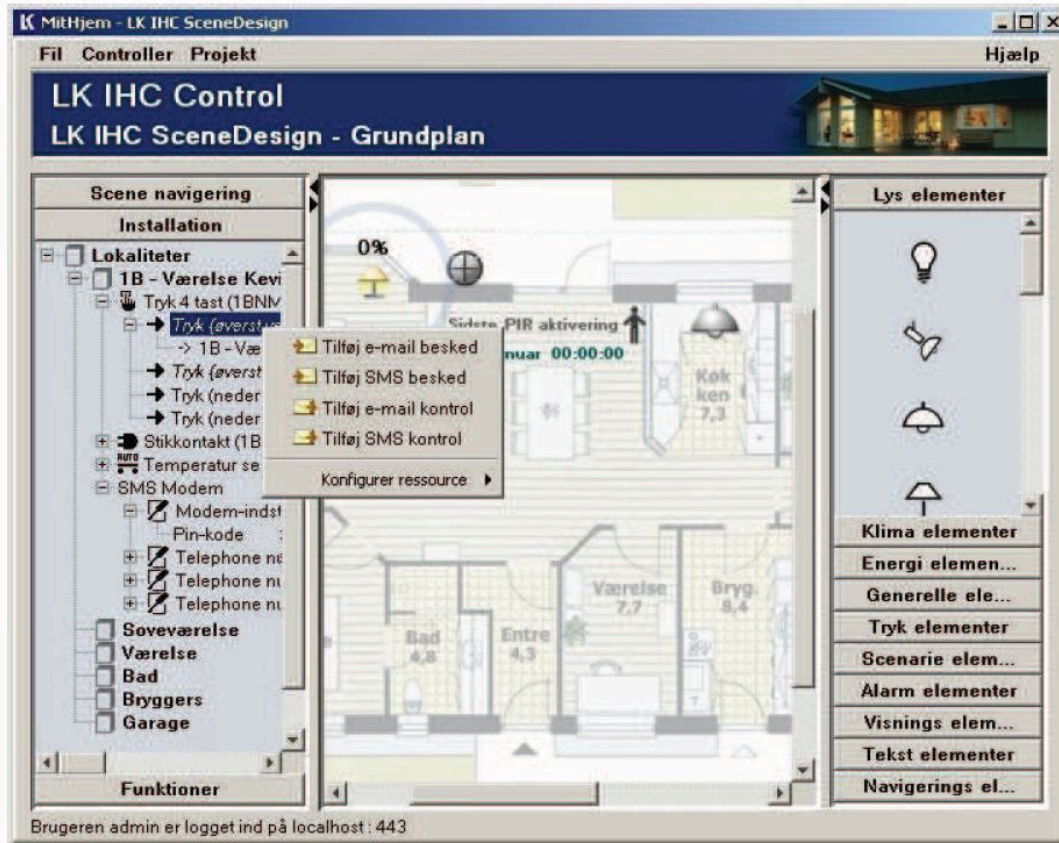 MitHjem - LK IHC SceneDesign
Fil Controller Projekt Hjælp
LK IHC Control
LK IHC SceneDesign - Grundplan
Scene navigering
Installation
Lokaliteter
1B - Værelse Kevi
Tryk 4 tast (1BNM
Tryk (øverst ve
-> 1B - Væ
Tryk (øverst
Tryk (neder
Tryk (neder
Stikkontakt (1B
AUTO
Temperatur se
SMS Modem
Modem-indst
Pin-kode
Telephone nu
Telephone nu
Telephone nu
Soveværelse
Værelse
Bad
Bryggers
Garage
Funktioner
Tilføj e-mail besked
Tilføj SMS besked
Tilføj e-mail kontrol
Tilføj SMS kontrol
Konfigurer ressource
0%
Sidste PIR aktivering
nuar 00:00:00
Køk
ken
7,3
Værelse
7,7
Bryg.
8,4
Bad
4,8
Entre
4,3
T
Lys elementer
Klima elementer
Energi elemen...
Generelle ele...
Tryk elementer
Scenarie elem...
Alarm elementer
Visnings elem...
Tekst elementer
Navigerings el...
Brugeren admin er logget ind på localhost : 443